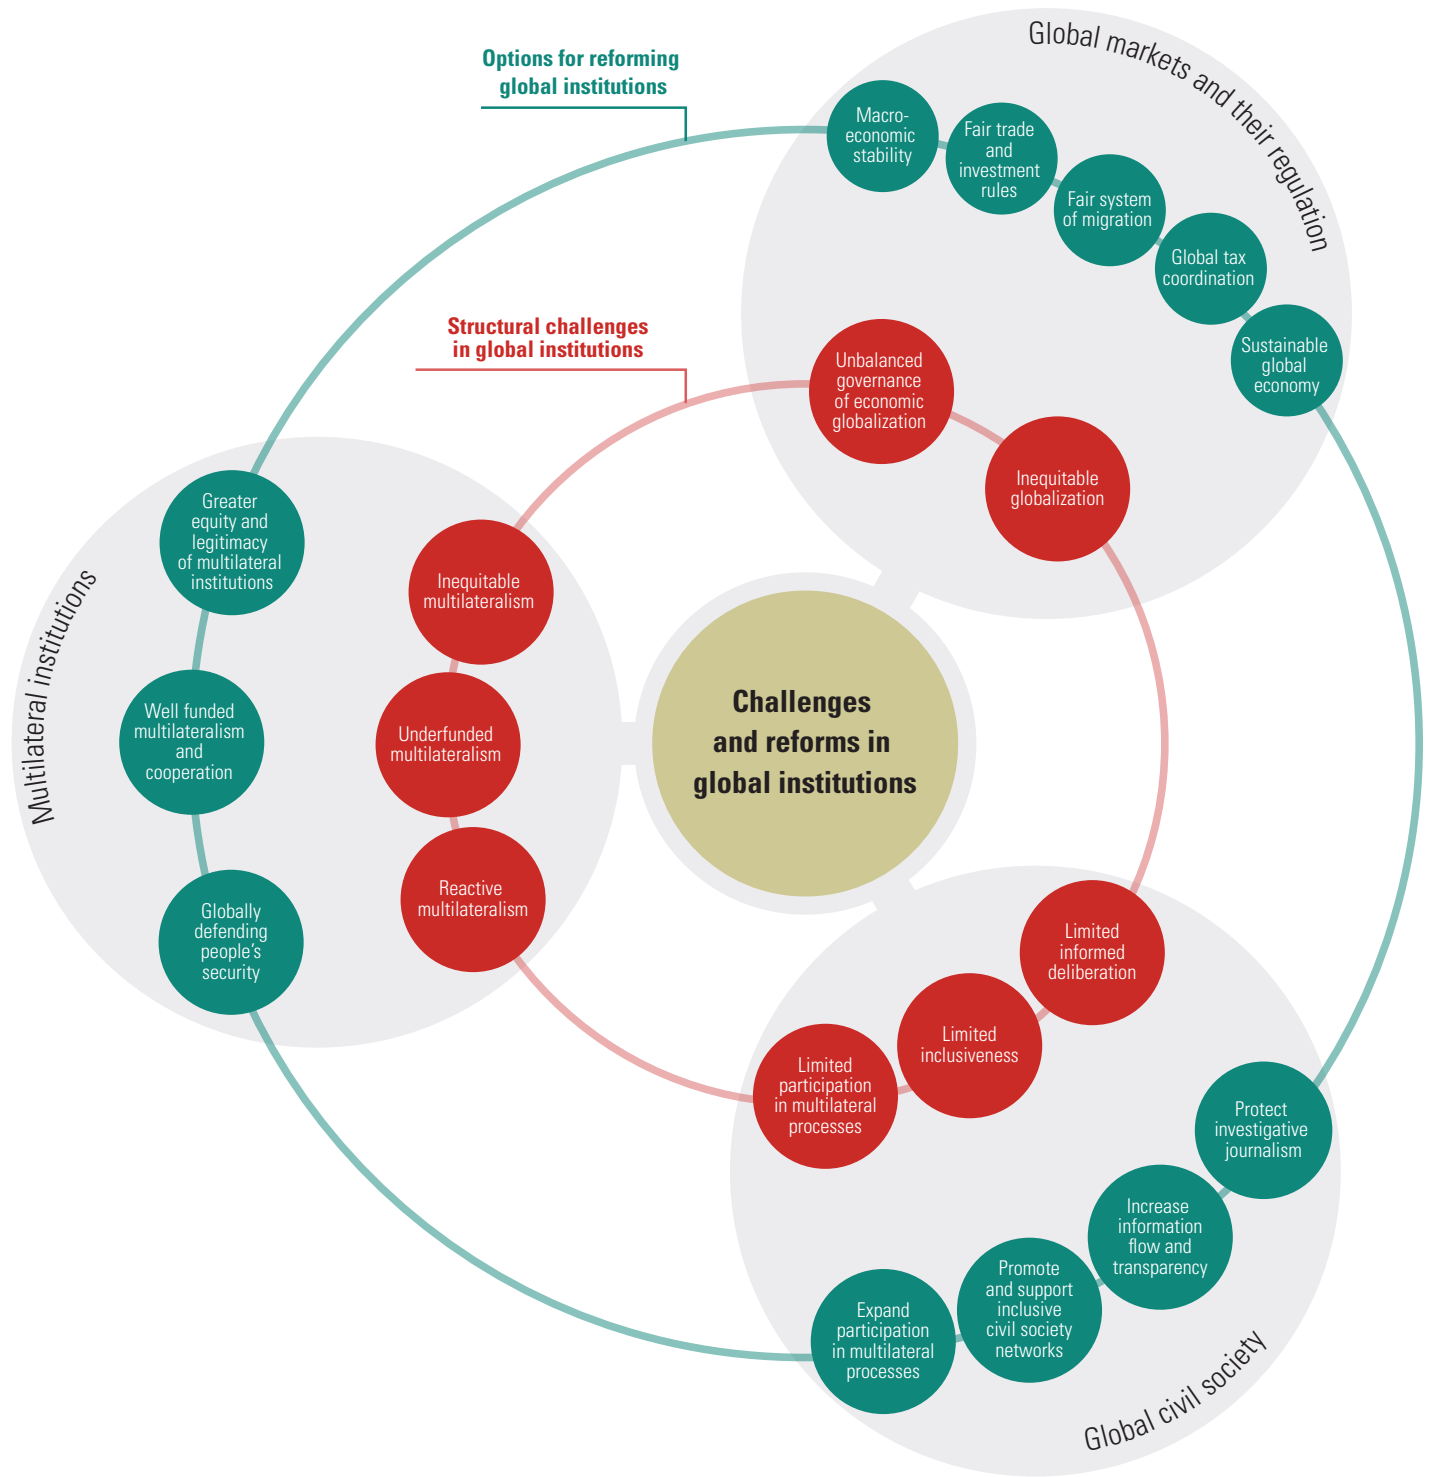 Options for reforming
global institutions
Global markets and their regulation
Macro-
economic
stability
Fair trade
and
investment
rules
Fair system
of migration
Global tax
coordination
Sustainable
global
economy
Structural challenges
in global institutions
Unbalanced
governance
of economic
globalization
Inequitable
globalization
Multilateral institutions
Greater
equity and
legitimacy
of multilateral
institutions
Well funded
multilateralism
and
cooperation
Globally
defending
people's
security
Inequitable
multilateralism
Underfunded
multilateralism
Reactive
multilateralism
Challenges
and reforms in
global institutions
Limited
informed
deliberation
Limited
inclusiveness
Limited
participation
in multilateral
processes
Protect
investigative
journalism
Increase
information
flow and
transparency
Promote
and support
inclusive
civil society
networks
Expand
participation
in multilateral
processes
Global civil society